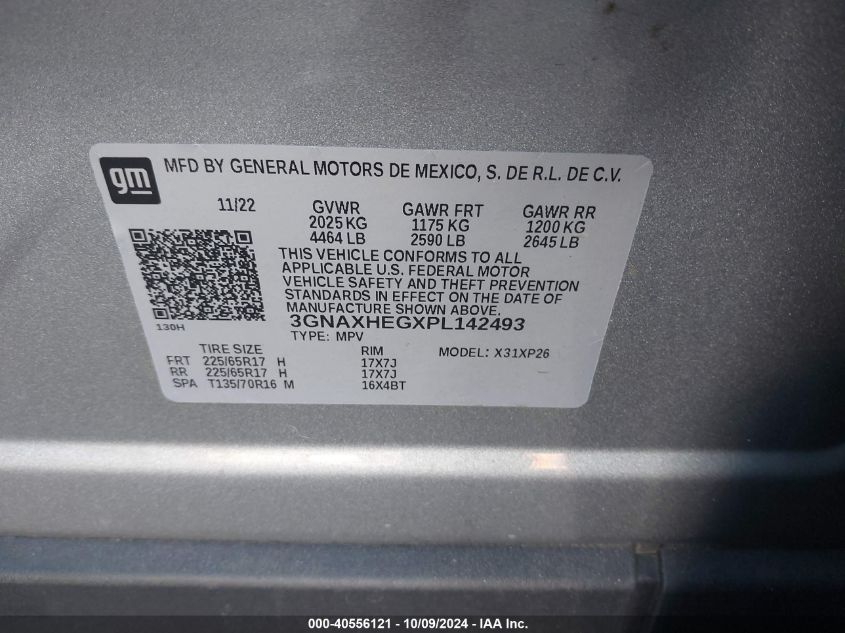 gm
MFD BY GENERAL MOTORS DE MEXICO, S. DE R.L. DE C.V.
11/22 GVWR GAWR FRT GAWR RR
2025 KG 1175 KG 1200 KG
4464 LB 2590 LB 2645 LB
THIS VEHICLE CONFORMS TO ALL
APPLICABLE U.S. FEDERAL MOTOR
VEHICLE SAFETY AND THEFT PREVENTION
STANDARDS IN EFFECT ON THE DATE OF
MANUFACTURE SHOWN ABOVE.
130H 3GNAXHEGXPL142493
TYPE: MPV
TIRE SIZE RIM MODEL: X31XP26
FRT 225/65R17 H 17X7J
RR 225/65R17 H 17X7J
SPA T135/70R16 M 16X4BT
000-40556121 - 10/09/2024 - IAA Inc.